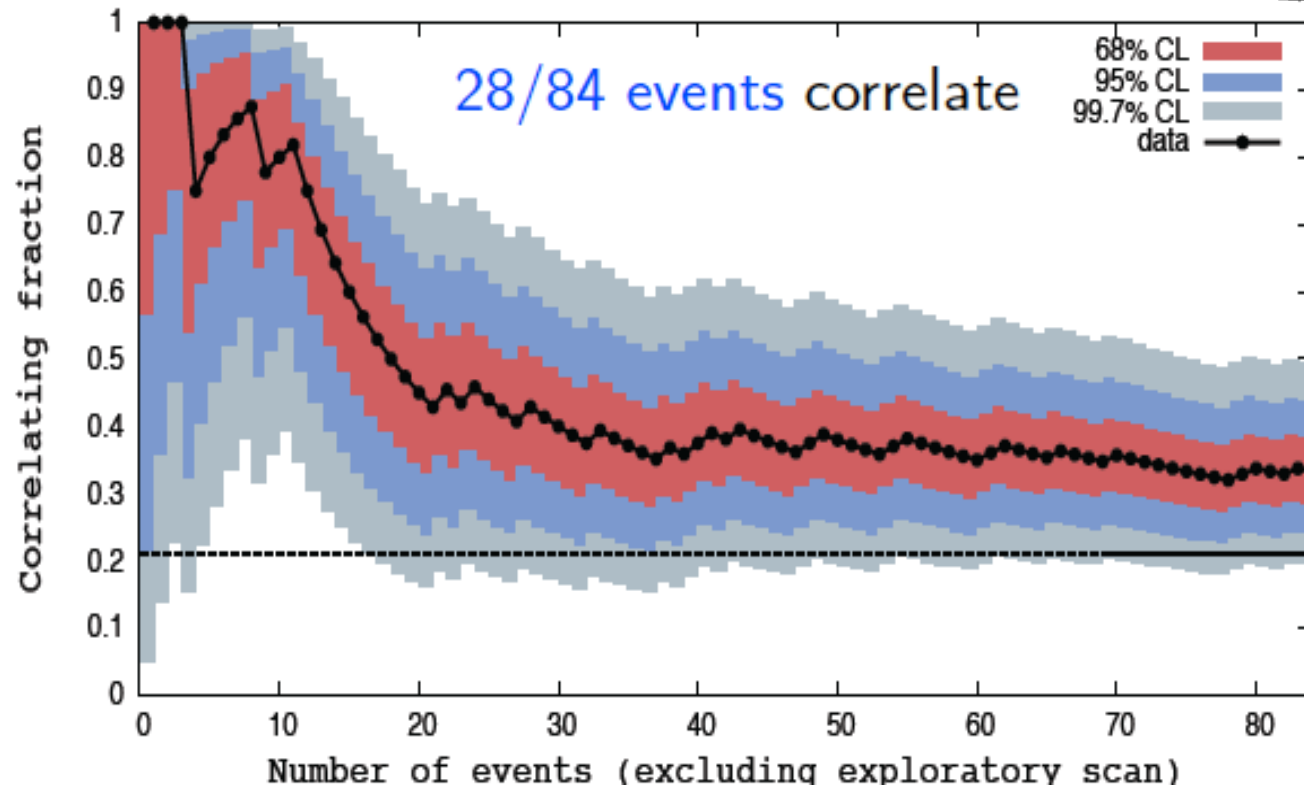 1
0.9
0.8
0.7
0.6
0.5
0.4
0.3
0.2
0.1
0
Correlating fraction
28/84 events correlate
68% CL
95% CL
99.7% CL
data
0 10 20 30 40 50 60 70 80
Number of events (excluding exploratory scan)